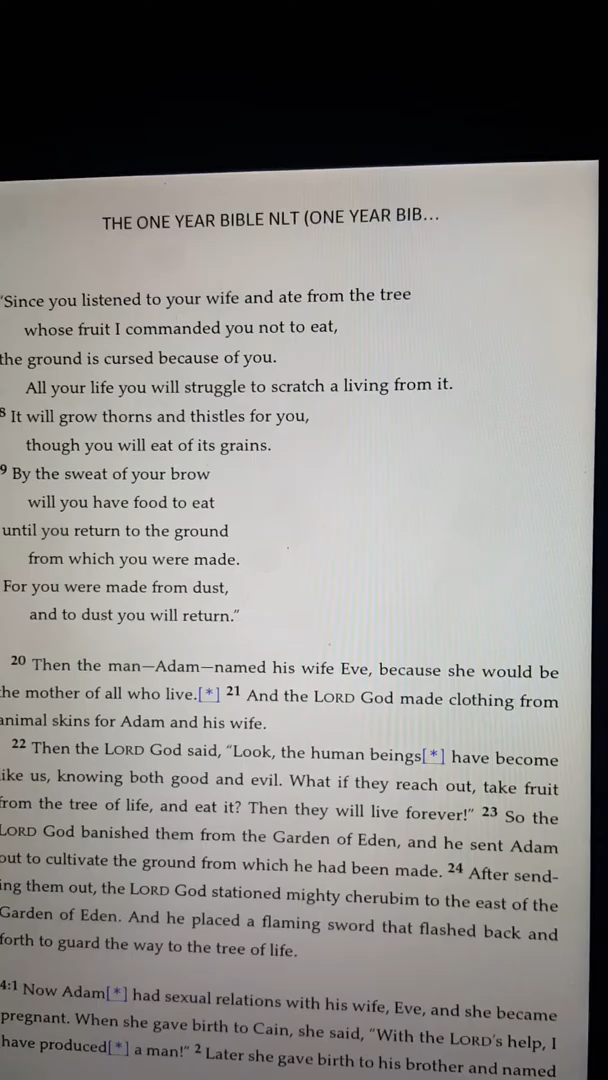 THE ONE YEAR BIBLE NLT (ONE YEAR BIB...
“Since you listened to your wife and ate from the tree
whose fruit I commanded you not to eat,
the ground is cursed because of you.
All your life you will struggle to scratch a living from it.
8 It will grow thorns and thistles for you,
though you will eat of its grains.
9 By the sweat of your brow
will you have food to eat
until you return to the ground
from which you were made.
For you were made from dust,
and to dust you will return.”
20 Then the man—Adam—named his wife Eve, because she would be
the mother of all who live.[*] 21 And the LORD God made clothing from
animal skins for Adam and his wife.
22 Then the LORD God said, “Look, the human beings[*] have become
like us, knowing both good and evil. What if they reach out, take fruit
from the tree of life, and eat it? Then they will live forever!” 23 So the
LORD God banished them from the Garden of Eden, and he sent Adam
out to cultivate the ground from which he had been made. 24 After send-
ing them out, the LORD God stationed mighty cherubim to the east of the
Garden of Eden. And he placed a flaming sword that flashed back and
forth to guard the way to the tree of life.
4:1 Now Adam[*] had sexual relations with his wife, Eve, and she became
pregnant. When she gave birth to Cain, she said, “With the LORD’s help, I
have produced[*] a man!” 2 Later she gave birth to his brother and named